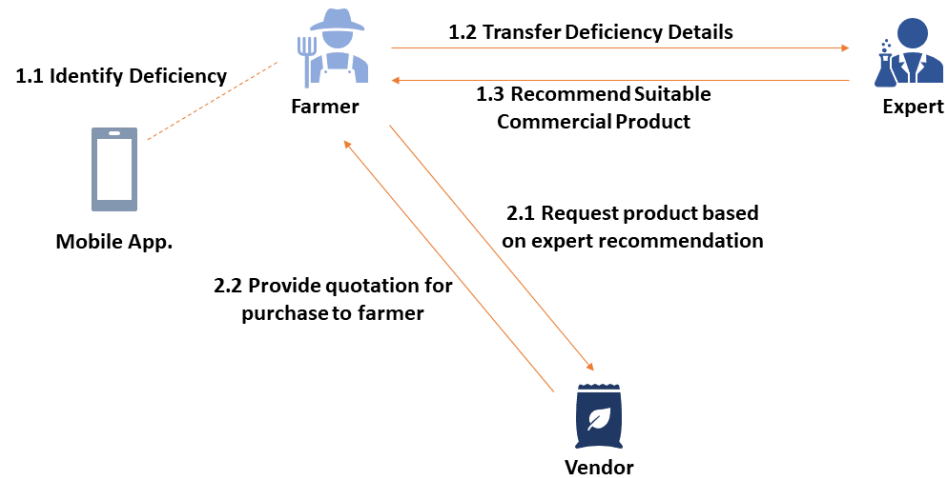 1.2 Transfer Deficiency Details
1.1 Identify Deficiency
Farmer
1.3 Recommend Suitable
Commercial Product
Expert
2.1 Request product based
on expert recommendation
Mobile App.
2.2 Provide quotation for
purchase to farmer
Vendor